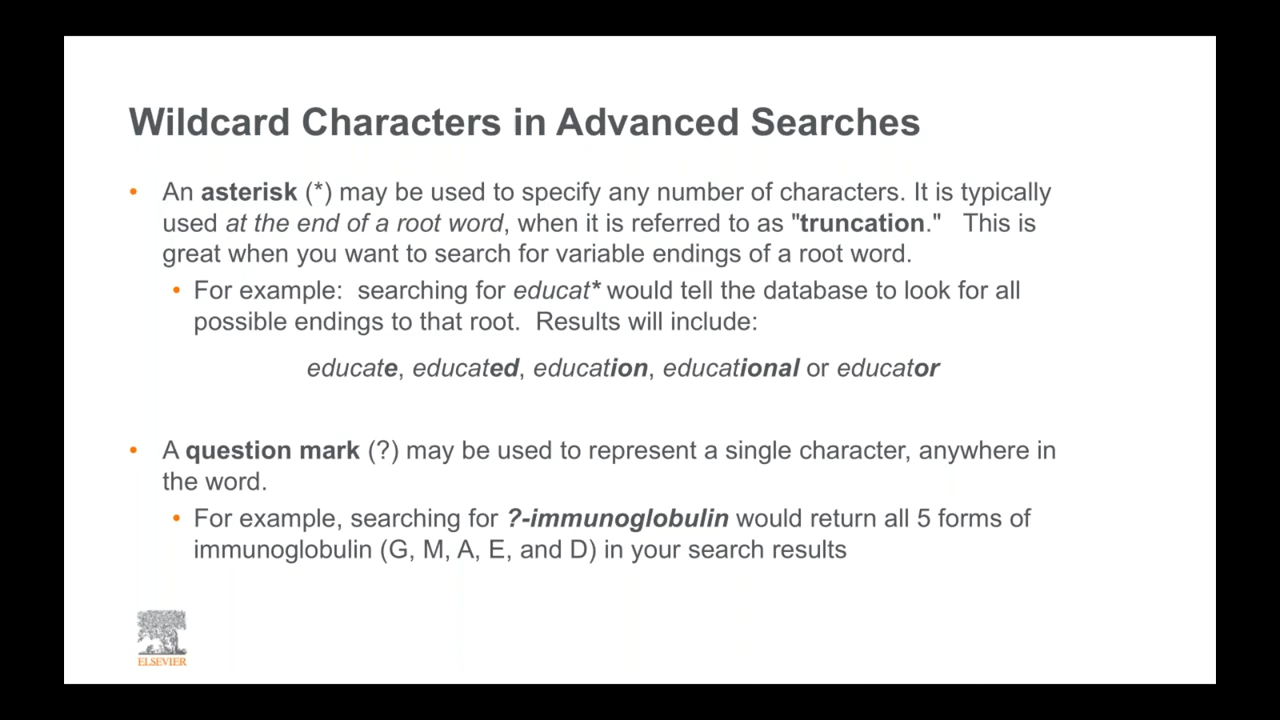 Wildcard Characters in Advanced Searches
• An asterisk (*) may be used to specify any number of characters. It is typically
used at the end of a root word, when it is referred to as "truncation." This is
great when you want to search for variable endings of a root word.
• For example: searching for educat* would tell the database to look for all
possible endings to that root. Results will include:
educate, educated, education, educational or educator
• A question mark (?) may be used to represent a single character, anywhere in
the word.
• For example, searching for ?-immunoglobulin would return all 5 forms of
immunoglobulin (G, M, A, E, and D) in your search results
ELSEVIER